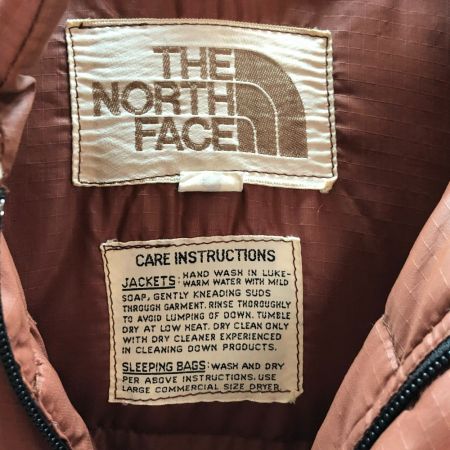 THE
NORTH
FACE
CARE INSTRUCTIONS
JACKETS: HAND WASH IN LUKE-
WARM WATER WITH MILD
SOAP, GENTLY KNEADING SUDS
THROUGH GARMENT. RINSE THOROUGHLY
TO AVOID LUMPING OF DOWN. TUMBLE
DRY AT LOW HEAT. DRY CLEAN ONLY
WITH DRY CLEANER EXPERIENCED
IN CLEANING DOWN PRODUCTS.
SLEEPING BAGS: WASH AND DRY
PER ABOVE INSTRUCTIONS. USE
LARGE COMMERCIAL SIZE DRYER.